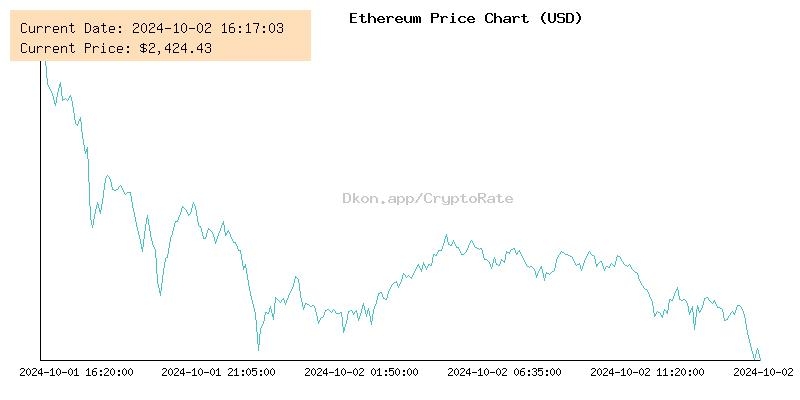 Ethereum Price Chart (USD)
Current Date: 2024-10-02 16:17:03
Current Price: $2,424.43
Dkon.app/CryptoRate
2024-10-01 16:20:00 2024-10-01 21:05:00 2024-10-02 01:50:00 2024-10-02 06:35:00 2024-10-02 11:20:00 2024-10-02